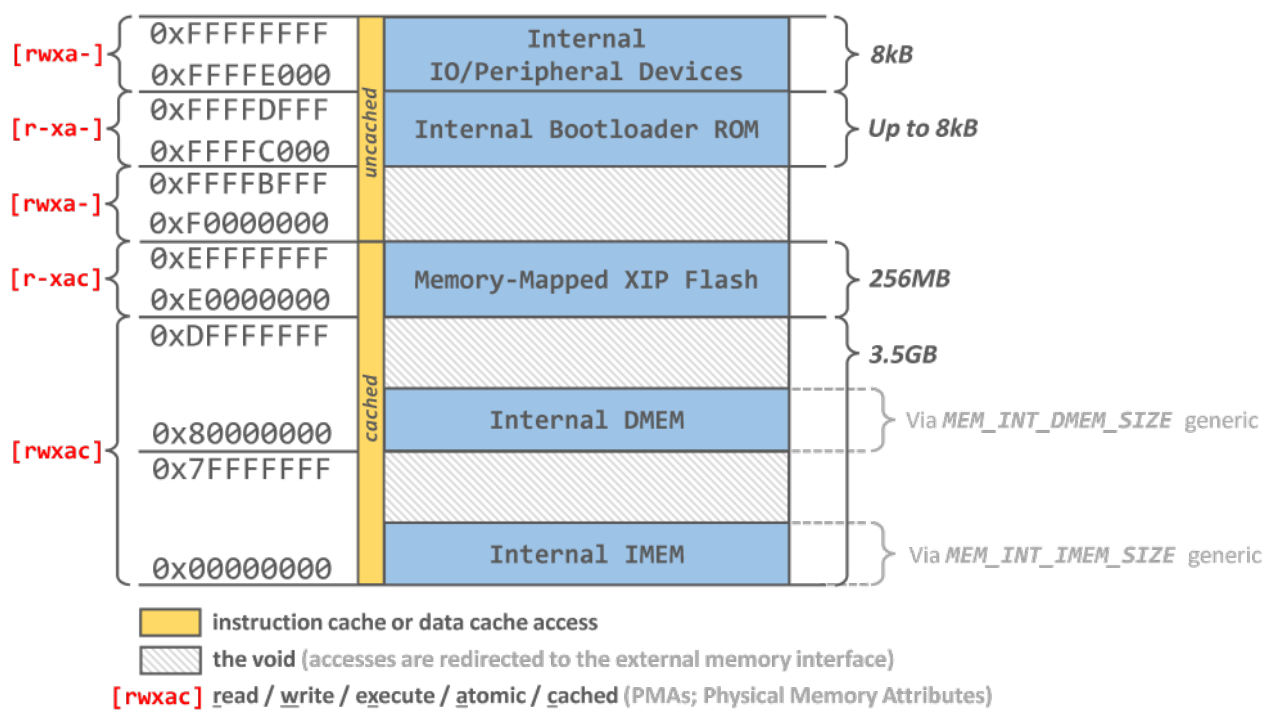 [rwxa-]
0xFFFFFFFF
0xFFFFE000
Internal
IO/Peripheral Devices
8kB
[r-xa-]
0xFFFFDFFF
0xFFFFC000
uncached
Internal Bootloader ROM
Up to 8kB
[rwxa-]
0xFFFFBFFF
0xF0000000
[r-xac]
0xEFFFFFFF
0xE0000000
Memory-Mapped XIP Flash
256MB
0xDFFFFFFF
3.5GB
cached
[rwxac]
0x80000000
Internal DMEM
Via MEM_INT_DMEM_SIZE generic
0x7FFFFFFF
0x00000000
Internal IMEM
Via MEM_INT_IMEM_SIZE generic
instruction cache or data cache access
the void (accesses are redirected to the external memory interface)
[rwxac] read / write / execute / atomic / cached (PMAs; Physical Memory Attributes)